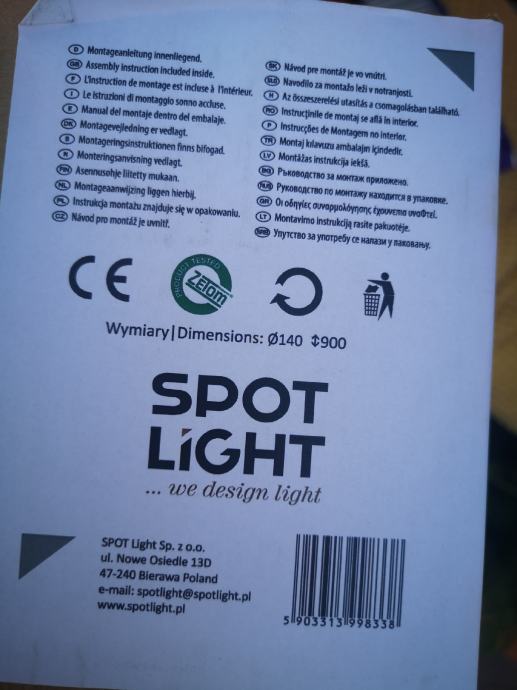 D Montageanleitung innenliegend.
GB Assembly instruction included inside.
F L'instruction de montage est incluse à l'intérieur.
I Le istruzioni di montaggio sonno accluse.
E Manual del montaje dentro del embalaje.
DK Montagevejledning er vedlagt.
S Monteringsinstruktionen finns bifogad.
N Monteringsanvisning vedlagt.
FIN Asennusohje liitetty mukaan.
NL Montageaanwijzing liggen hierbij.
PL Instrukcja montażu znajduje się w opakowaniu.
CZ Návod pro montáž je uvnitř.
SK Návod pre montáž je vo vnútri.
SLO Navodilo za montažo leži v notranjosti.
H Az összeszerelési utasítás a csomagolásban található.
RO Instrucţinile de montaj se află în interior.
P Instrucções de Montagem no interior.
TR Montaj kılavuzu ambalajın içindedir.
LV Montāžas instrukcija iekšā.
BG Ръководство за монтаж приложено.
RUS Руководство по монтажу находится в упаковке.
GR Οι οδηγίες συναρμολόγησης
LT Montavimo instrukciją rasite pakuotėje.
SRB Упутство за употребу се налази у паковању.
CE
PRODUCT TESTED
ZETOM
Wymiary|Dimensions: Ø140 ↕900
SPOT
LiGHT
... we design light
SPOT Light Sp. z o.o.
ul. Nowe Osiedle 13D
47-240 Bierawa Poland
e-mail: spotlight@spotlight.pl
www.spotlight.pl
5 903313 998338